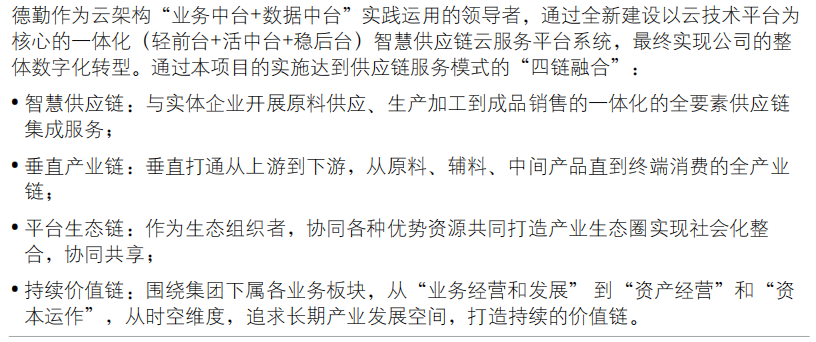 德勤作为云架构“业务中台+数据中台”实践运用的领导者，通过全新建设以云技术平台为
核心的一体化（轻前台+活中台+稳后台）智慧供应链云服务平台系统，最终实现公司的整
体数字化转型。通过本项目的实施达到供应链服务模式的“四链融合”：
• 智慧供应链：与实体企业开展原料供应、生产加工到成品销售的一体化的全要素供应链
集成服务；
• 垂直产业链：垂直打通从上游到下游，从原料、辅料、中间产品直到终端消费的全产业
链；
• 平台生态链：作为生态组织者，协同各种优势资源共同打造产业生态圈实现社会化整
合，协同共享；
• 持续价值链：围绕集团下属各业务板块，从“业务经营和发展” 到“资产经营”和“资
本运作”，从时空维度，追求长期产业发展空间，打造持续的价值链。